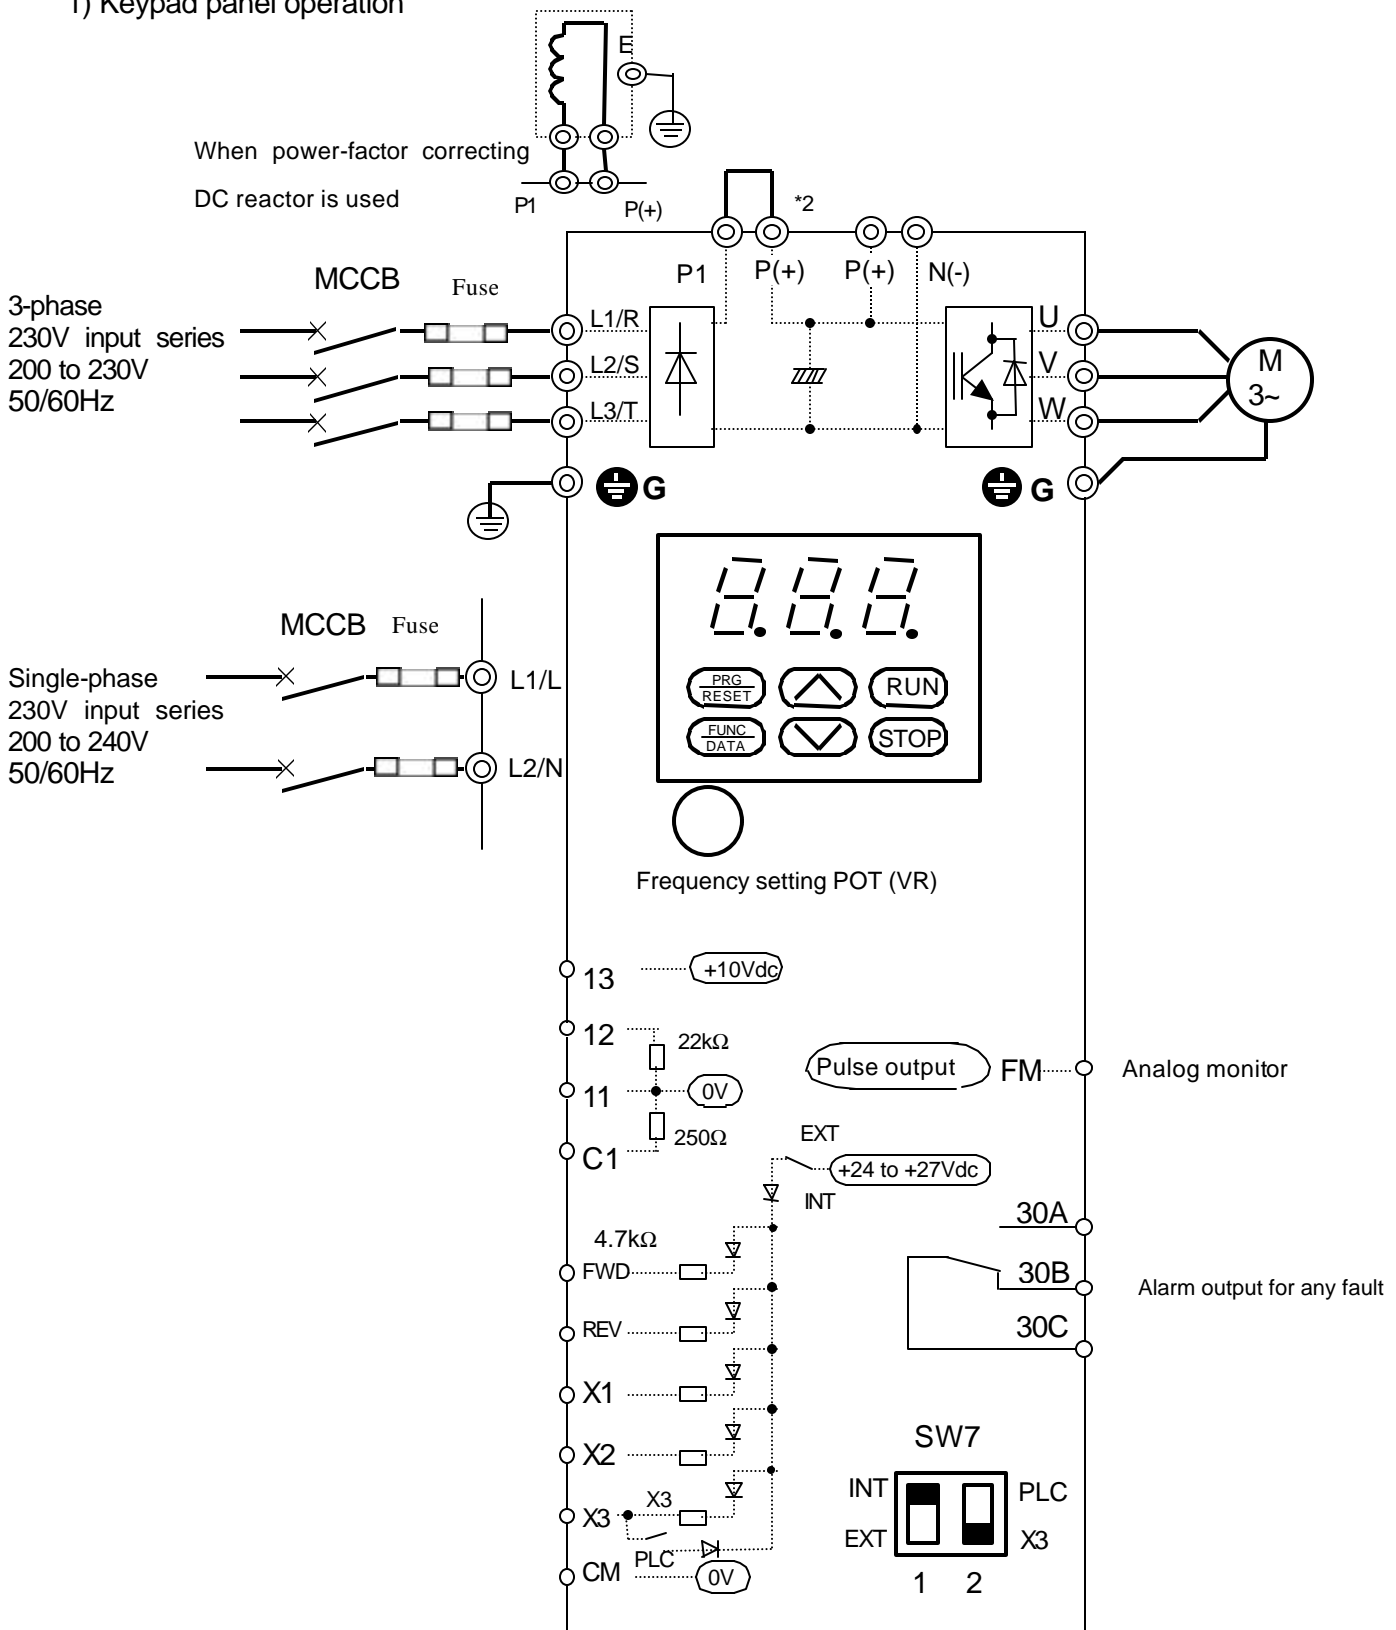 1) Keypad panel operation
E
When power-factor correcting
DC reactor is used
P1
P(+)
*2
P1
P(+)
P(+)
N(-)
MCCB
Fuse
3-phase
230V input series
200 to 230V
50/60Hz
L1/R
L2/S
L3/T
U
V
W
M
3~
G
G
MCCB
Fuse
Single-phase
230V input series
200 to 240V
50/60Hz
L1/L
L2/N
8.8.8.
PRG
RESET
RUN
FUNC
DATA
STOP
Frequency setting POT (VR)
13
+10Vdc
12
22kΩ
11
0V
250Ω
C1
Pulse output
FM
Analog monitor
EXT
+24 to +27Vdc
INT
4.7kΩ
FWD
REV
X1
X2
X3
X3
PLC
CM
0V
30A
30B
Alarm output for any fault
30C
SW7
INT
PLC
EXT
X3
1
2